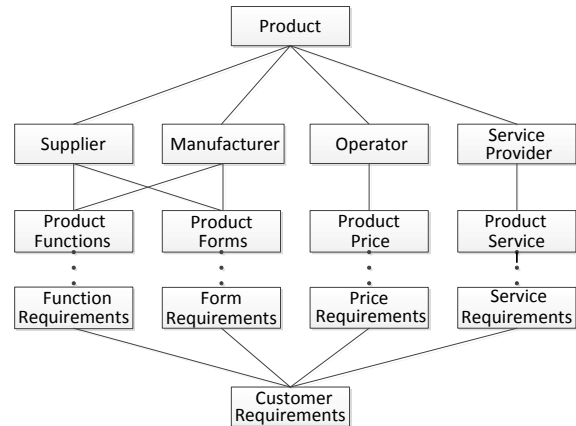 Product
Supplier
Manufacturer
Operator
Service
Provider
Product
Functions
Product
Forms
Product
Price
Product
Service
Function
Requirements
Form
Requirements
Price
Requirements
Service
Requirements
Customer
Requirements